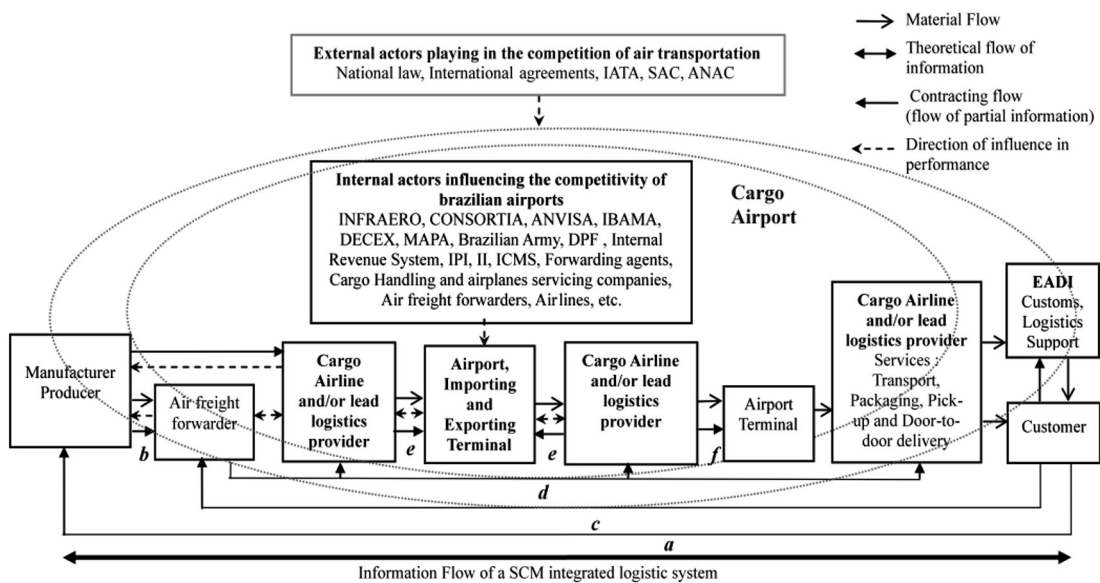 Material Flow
Theoretical flow of
information
Contracting flow
(flow of partial information)
Direction of influence in
performance
External actors playing in the competition of air transportation
National law, International agreements, IATA, SAC, ANAC
Internal actors influencing the competitivity of
brazilian airports
INFRAERO, CONSORTIA, ANVISA, IBAMA,
DECEX, MAPA, Brazilian Army, DPF , Internal
Revenue System, IPI, II, ICMS, Forwarding agents,
Cargo Handling and airplanes servicing companies,
Air freight forwarders, Airlines, etc.
Cargo
Airport
Manufacturer
Producer
Air freight
forwarder
Cargo
Airline
and/or lead
logistics
provider
Airport,
Importing
and
Exporting
Terminal
Cargo Airline
and/or lead
logistics
provider
Airport
Terminal
Cargo Airline
and/or lead
logistics provider
Services :
Transport,
Packaging, Pick-
up and Door-to-
door delivery
EADI
Customs,
Logistics
Support
Customer
b
e
e
f
d
c
a
Information Flow of a SCM integrated logistic system